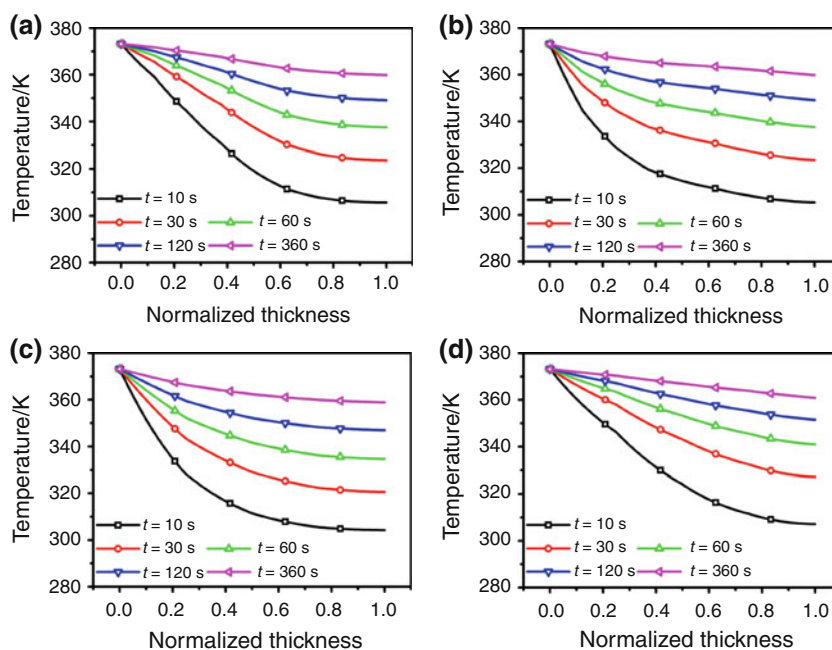 (a)
380
360
340
320
300
280
Temperature/K
t = 10 s
t = 30 s
t = 60 s
t = 120 s
t = 360 s
0.0 0.2 0.4 0.6 0.8 1.0
Normalized thickness
(b)
380
360
340
320
300
280
Temperature/K
t = 10 s
t = 30 s
t = 60 s
t = 120 s
t = 360 s
0.0 0.2 0.4 0.6 0.8 1.0
Normalized thickness
(c)
380
360
340
320
300
280
Temperature/K
t = 10 s
t = 30 s
t = 60 s
t = 120 s
t = 360 s
0.0 0.2 0.4 0.6 0.8 1.0
Normalized thickness
(d)
380
360
340
320
310
280
Temperature/K
t = 10 s
t = 30 s
t = 60 s
t = 120 s
t = 360 s
0.0 0.2 0.4 0.6 0.8 1.0
Normalized thickness